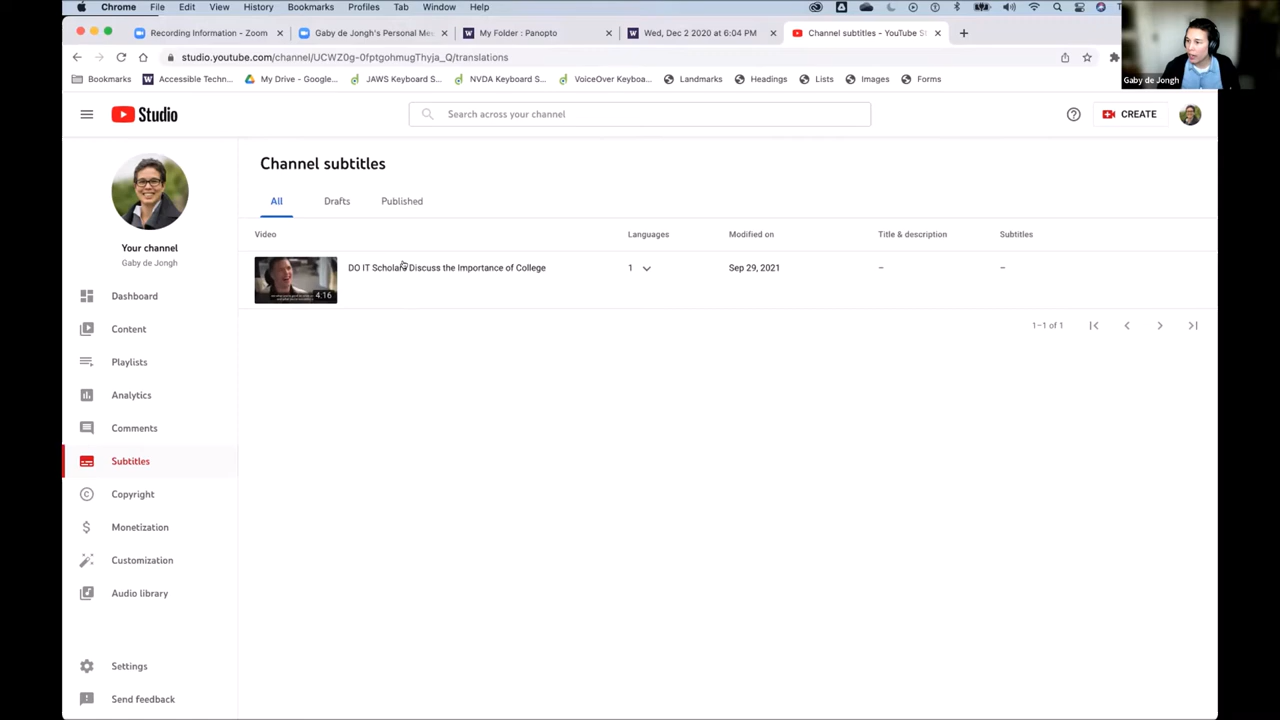 Chrome File Edit View History Bookmarks Profiles Tab Window Help
Recording Information - Zoom
Gaby de Jongh's Personal Me
My Folder : Panopto
Wed, Dec 2 2020 at 6:04 PM
Channel subtitles - YouTube St
studio.youtube.com/channel/UCWZ0g-0fptgohmugThyja_Q/translations
Gaby de Jongh
Bookmarks
Accessible Techn...
My Drive - Google...
JAWS Keyboard S...
NVDA Keyboard S...
VoiceOver Keyboa...
Landmarks
Headings
Lists
Images
Forms
Studio
Search across your channel
CREATE
Your channel
Gaby de Jongh
Dashboard
Content
Playlists
Analytics
Comments
Subtitles
Copyright
Monetization
Customization
Audio library
Settings
Send feedback
Channel subtitles
All Drafts Published
Video Languages Modified on Title & description Subtitles
4:16
DO IT Scholars Discuss the Importance of College 1 Sep 29, 2021 – –
1–1 of 1